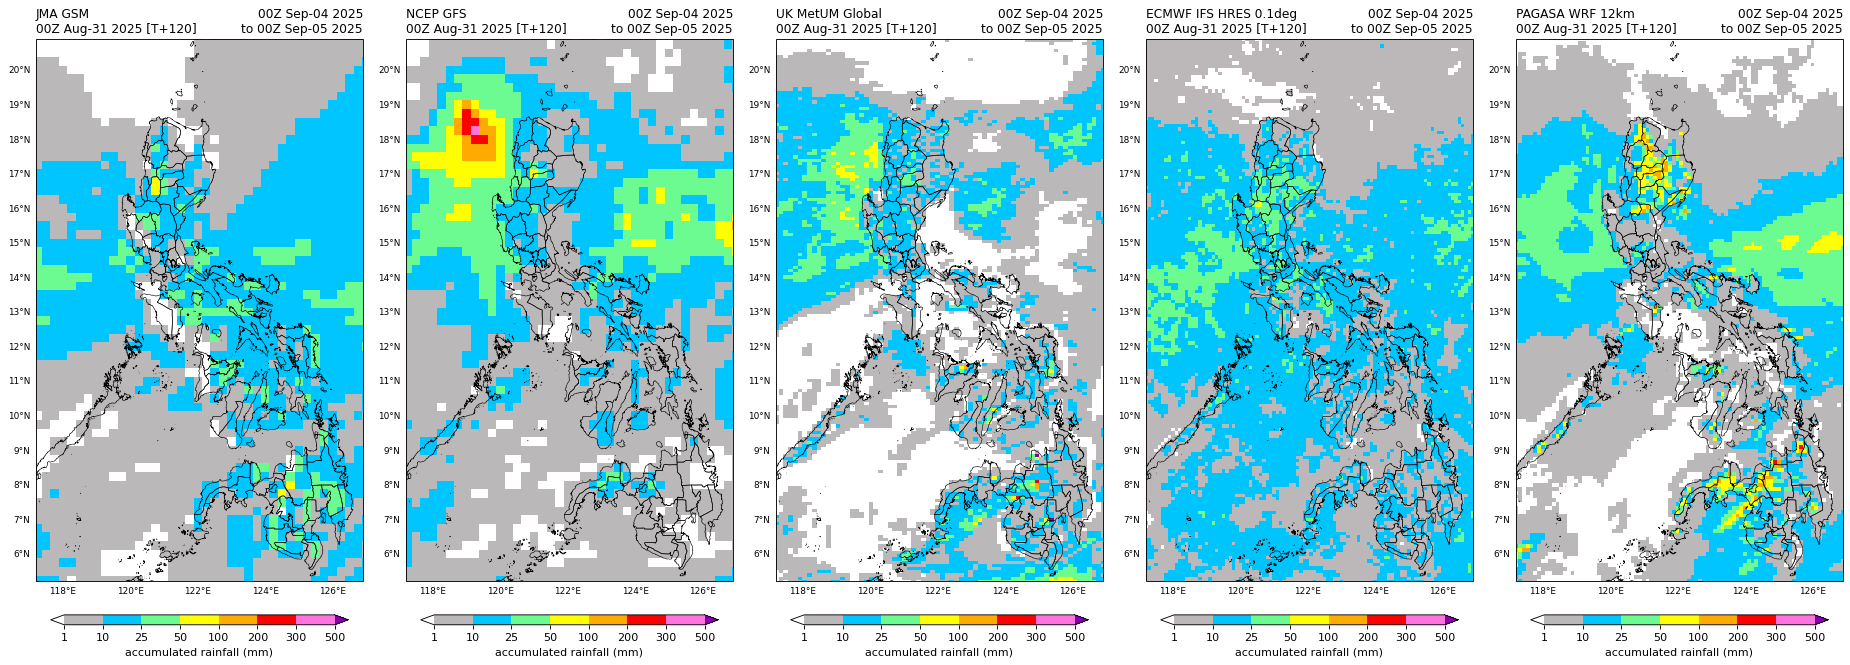 JMA GSM 00Z Sep-04 2025
00Z Aug-31 2025 [T+120] to 00Z Sep-05 2025
20°N
19°N
18°N
17°N
16°N
15°N
14°N
13°N
12°N
11°N
10°N
9°N
8°N
7°N
6°N
118°E 120°E 122°E 124°E 126°E
1 10 25 50 100 200 300 500
accumulated rainfall (mm)
NCEP GFS 00Z Sep-04 2025
00Z Aug-31 2025 [T+120] to 00Z Sep-05 2025
20°N
19°N
18°N
17°N
16°N
15°N
14°N
13°N
12°N
11°N
10°N
9°N
8°N
7°N
6°N
118°E 120°E 122°E 124°E 126°E
1 10 25 50 100 200 300 500
accumulated rainfall (mm)
UK MetUM Global 00Z Sep-04 2025
00Z Aug-31 2025 [T+120] to 00Z Sep-05 2025
20°N
19°N
18°N
17°N
16°N
15°N
14°N
13°N
12°N
11°N
10°N
9°N
8°N
7°N
6°N
118°E 120°E 122°E 124°E 126°E
1 10 25 50 100 200 300 500
accumulated rainfall (mm)
ECMWF IFS HRES 0.1deg 00Z Sep-04 2025
00Z Aug-31 2025 [T+120] to 00Z Sep-05 2025
20°N
19°N
18°N
17°N
16°N
15°N
14°N
13°N
12°N
11°N
10°N
9°N
8°N
7°N
6°N
118°E 120°E 122°E 124°E 126°E
1 10 25 50 100 200 300 500
accumulated rainfall (mm)
PAGASA WRF 12km 00Z Sep-04 2025
00Z Aug-31 2025 [T+120] to 00Z Sep-05 2025
20°N
19°N
18°N
17°N
16°N
15°N
14°N
13°N
12°N
11°N
10°N
9°N
8°N
7°N
6°N
118°E 120°E 122°E 124°E 126°E
1 10 25 50 100 200 300 500
accumulated rainfall (mm)